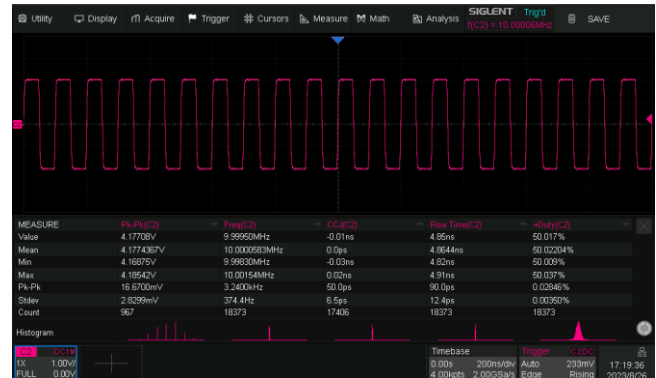 Utility Display Acquire Trigger Cursors Measure Math Analysis SIGLENT Trig'd SAVE
f(C2) = 10.00006MHz
C2
MEASURE Pk-Pk(C2) Freq(C2) CCJ(C2) Rise Time(C2) +Duty(C2)
Value 4.17708V 9.99950MHz -0.01ns 4.85ns 50.017%
Mean 4.1774367V 10.0000583MHz 0.0ps 4.8644ns 50.02204%
Min 4.16875V 9.99830MHz -0.03ns 4.82ns 50.009%
Max 4.18542V 10.00154MHz 0.02ns 4.91ns 50.037%
Pk-Pk 16.6700mV 3.2400kHz 50.0ps 90.0ps 0.02846%
Stdev 2.8299mV 374.4Hz 6.5ps 12.4ps 0.00350%
Count 967 18373 17406 18373 18373
Histogram
C2 DC1M Timebase Trigger C2DC
1X 1.00V/ 0.00s 200ns/div Auto 233mV 17:19:36
FULL 0.00V 4.00kpts 2.00GSa/s Edge Rising 2023/8/26